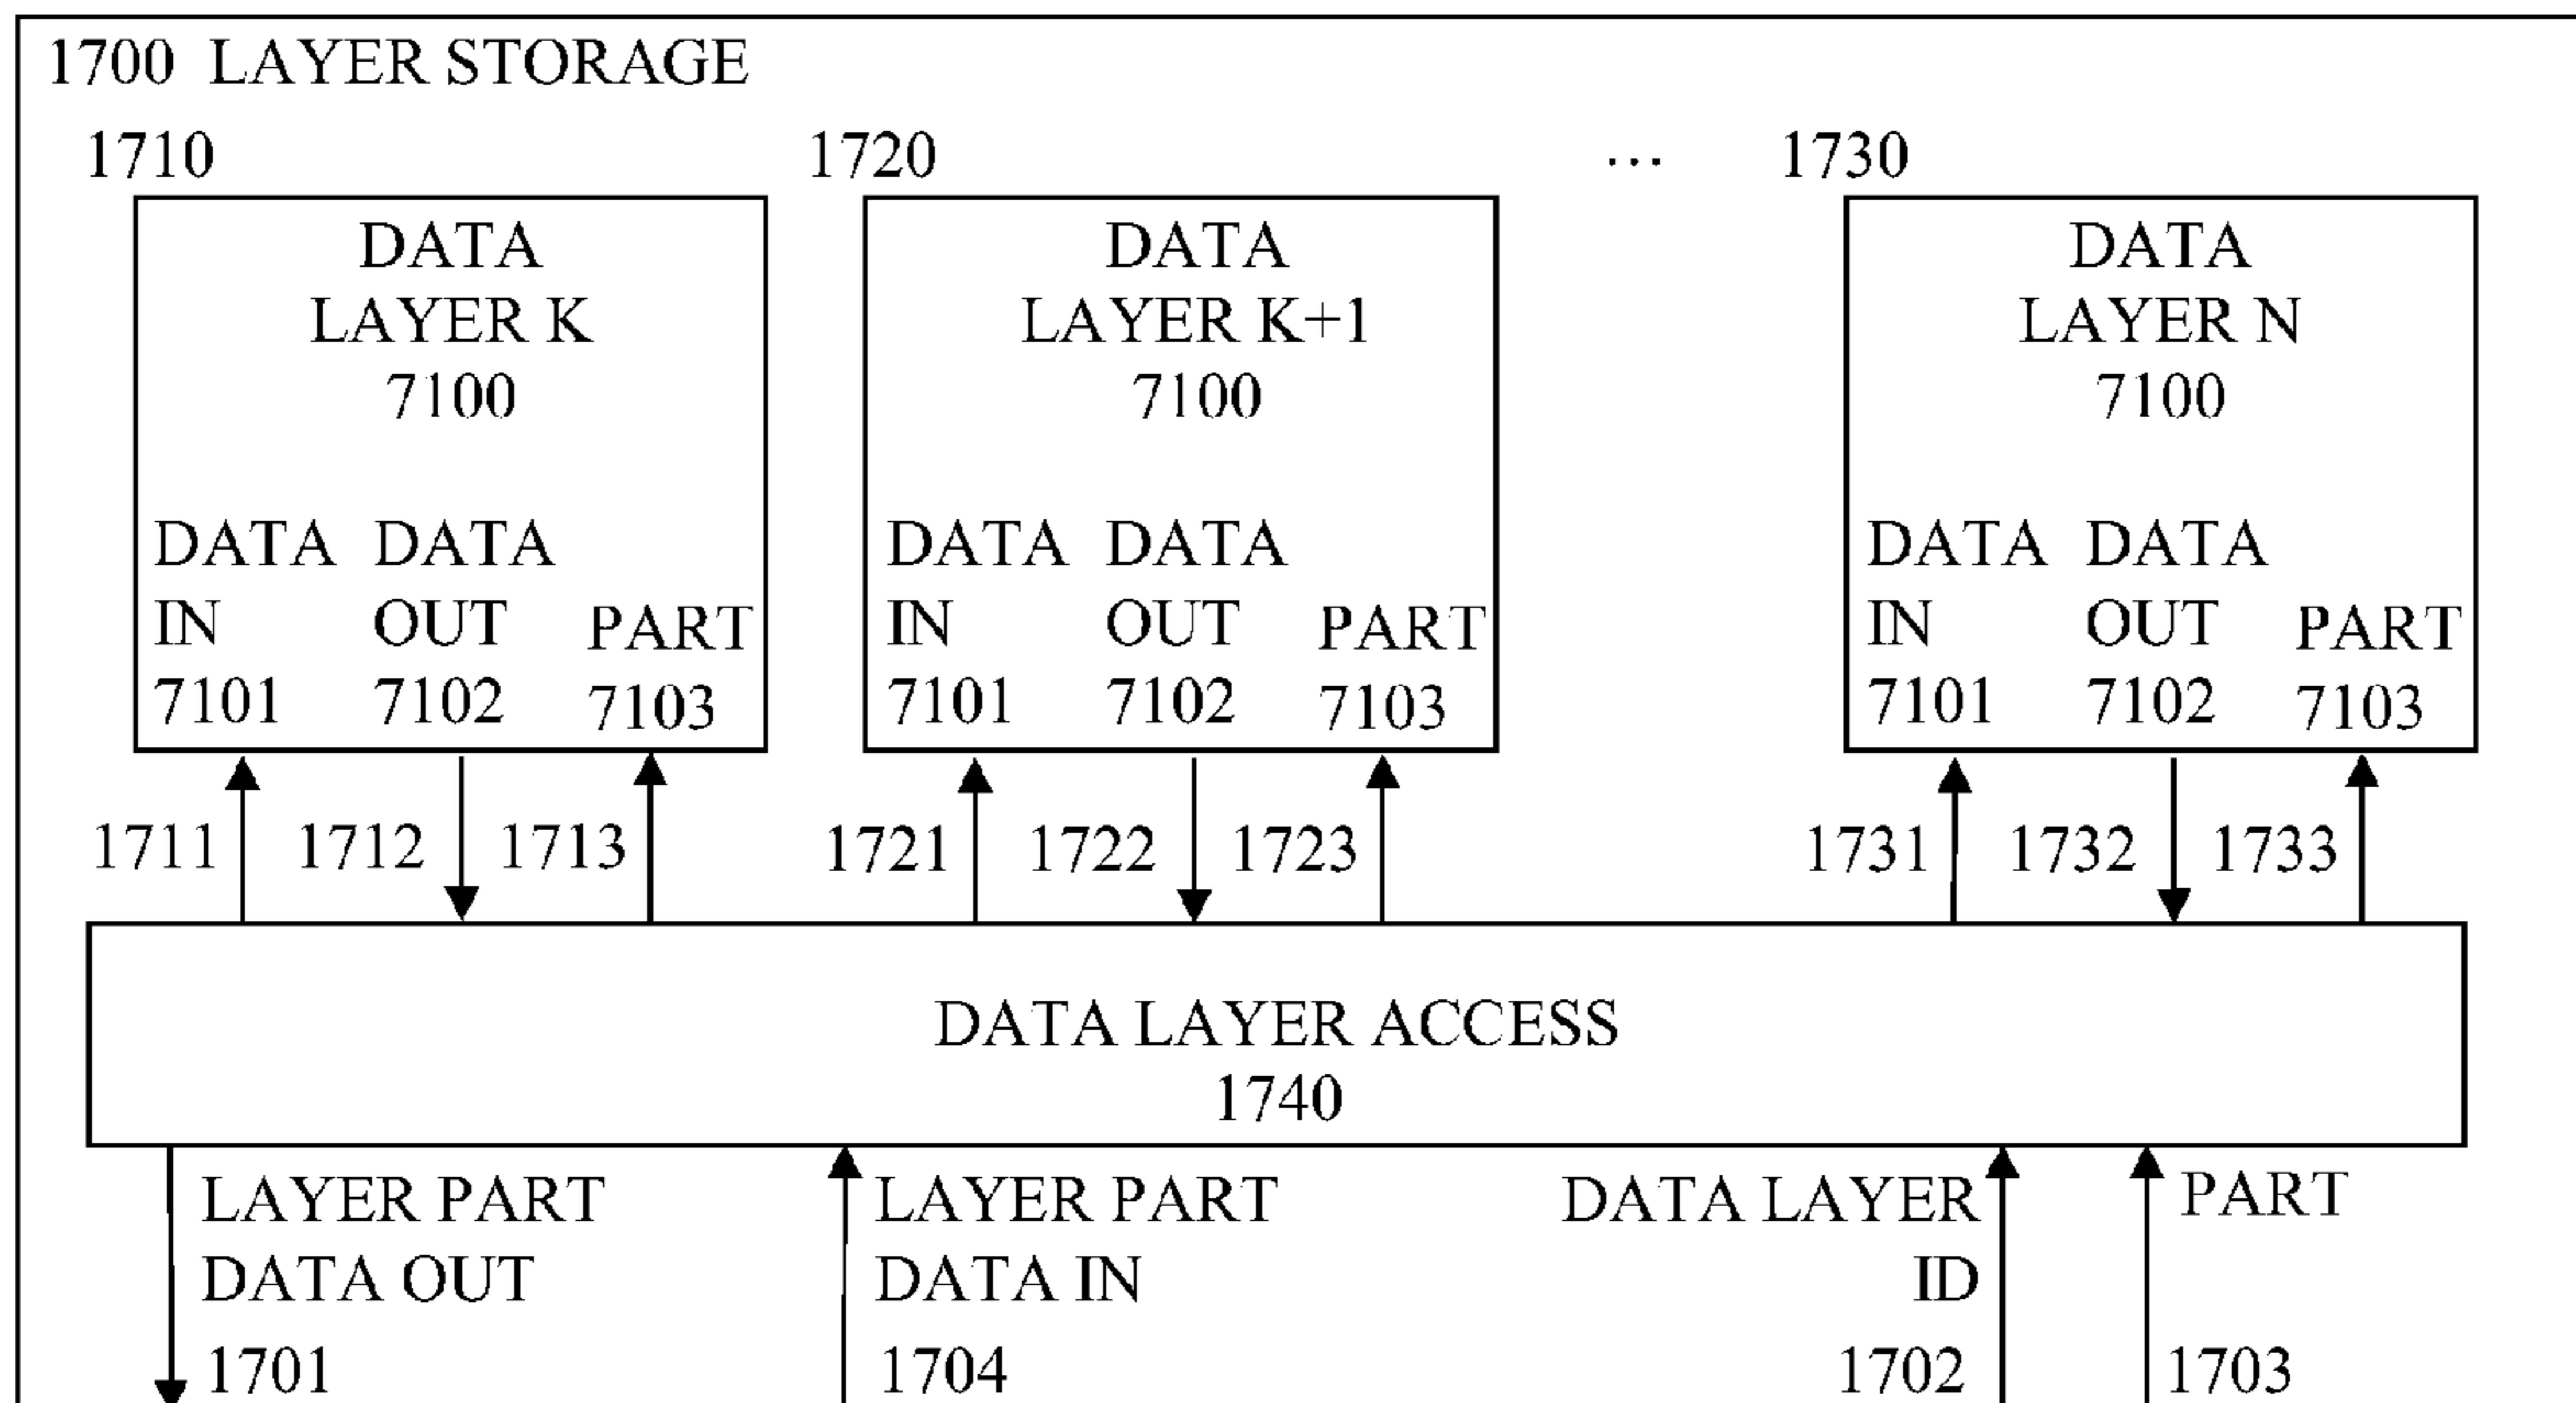 1700 LAYER STORAGE
1710 1720 ... 1730
DATA
LAYER K
7100
DATA DATA
IN OUT PART
7101 7102 7103
DATA
LAYER K+1
7100
DATA DATA
IN OUT PART
7101 7102 7103
DATA
LAYER N
7100
DATA DATA
IN OUT PART
7101 7102 7103
1711 1712 1713 1721 1722 1723 1731 1732 1733
DATA LAYER ACCESS
1740
LAYER PART
DATA OUT
1701
LAYER PART
DATA IN
1704
DATA LAYER
ID
1702
PART
1703